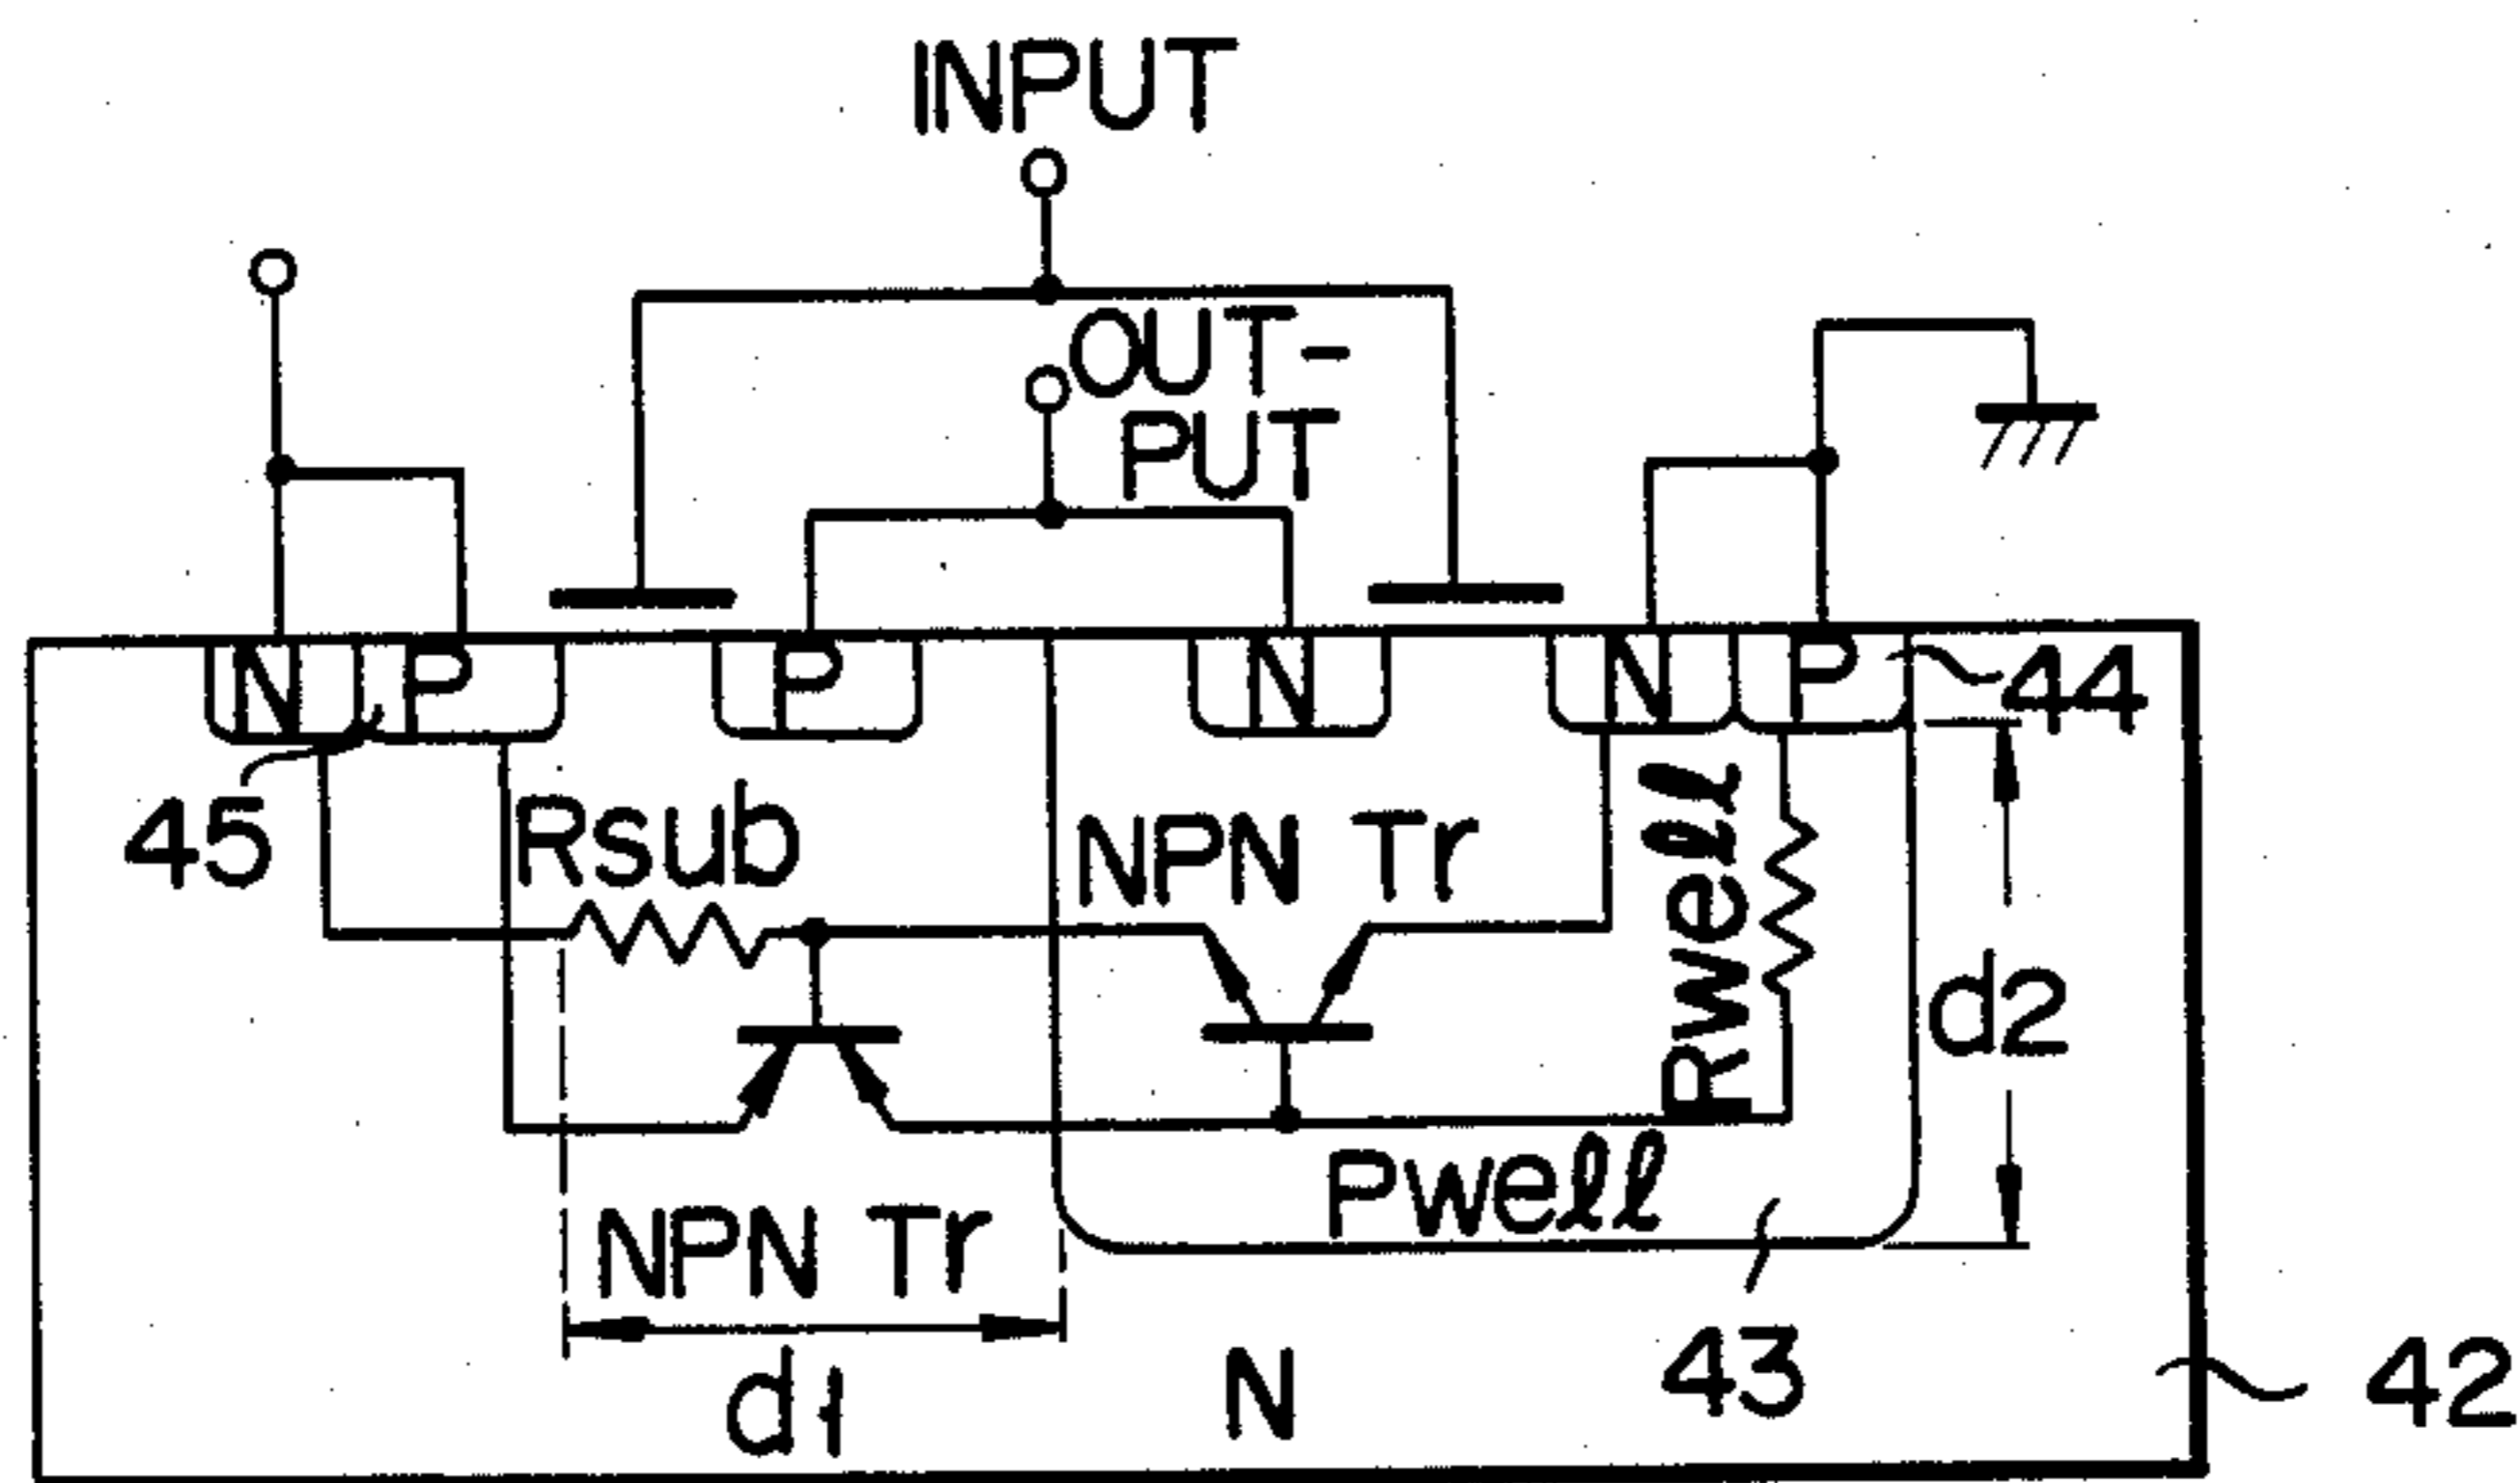 INPUT
OUT-
PUT
N P P N N P 44
45 Rsub NPN Tr Rwell
d2
Pwell
NPN Tr
d1 N 43 42